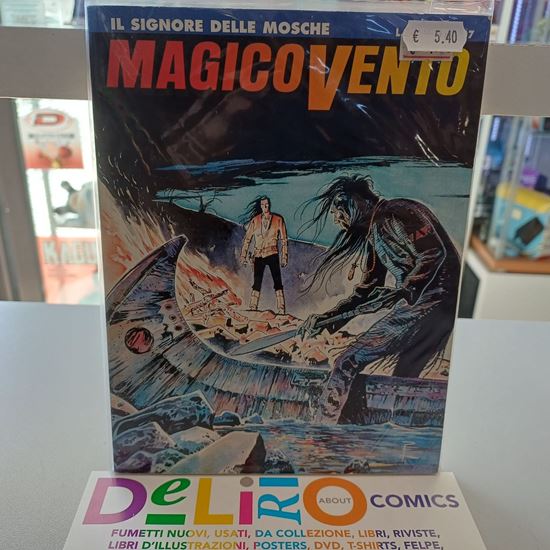 IL SIGNORE DELLE MOSCHE
€ 5.40
MAGICO VENTO
DeLiRiO
ABOUT
COMICS
FUMETTI NUOVI, USATI, DA COLLEZIONE, LIBRI, RIVISTE,
LIBRI D'ILLUSTRAZIONI, POSTERS, DVD, T-SHIRTS, FELPE,